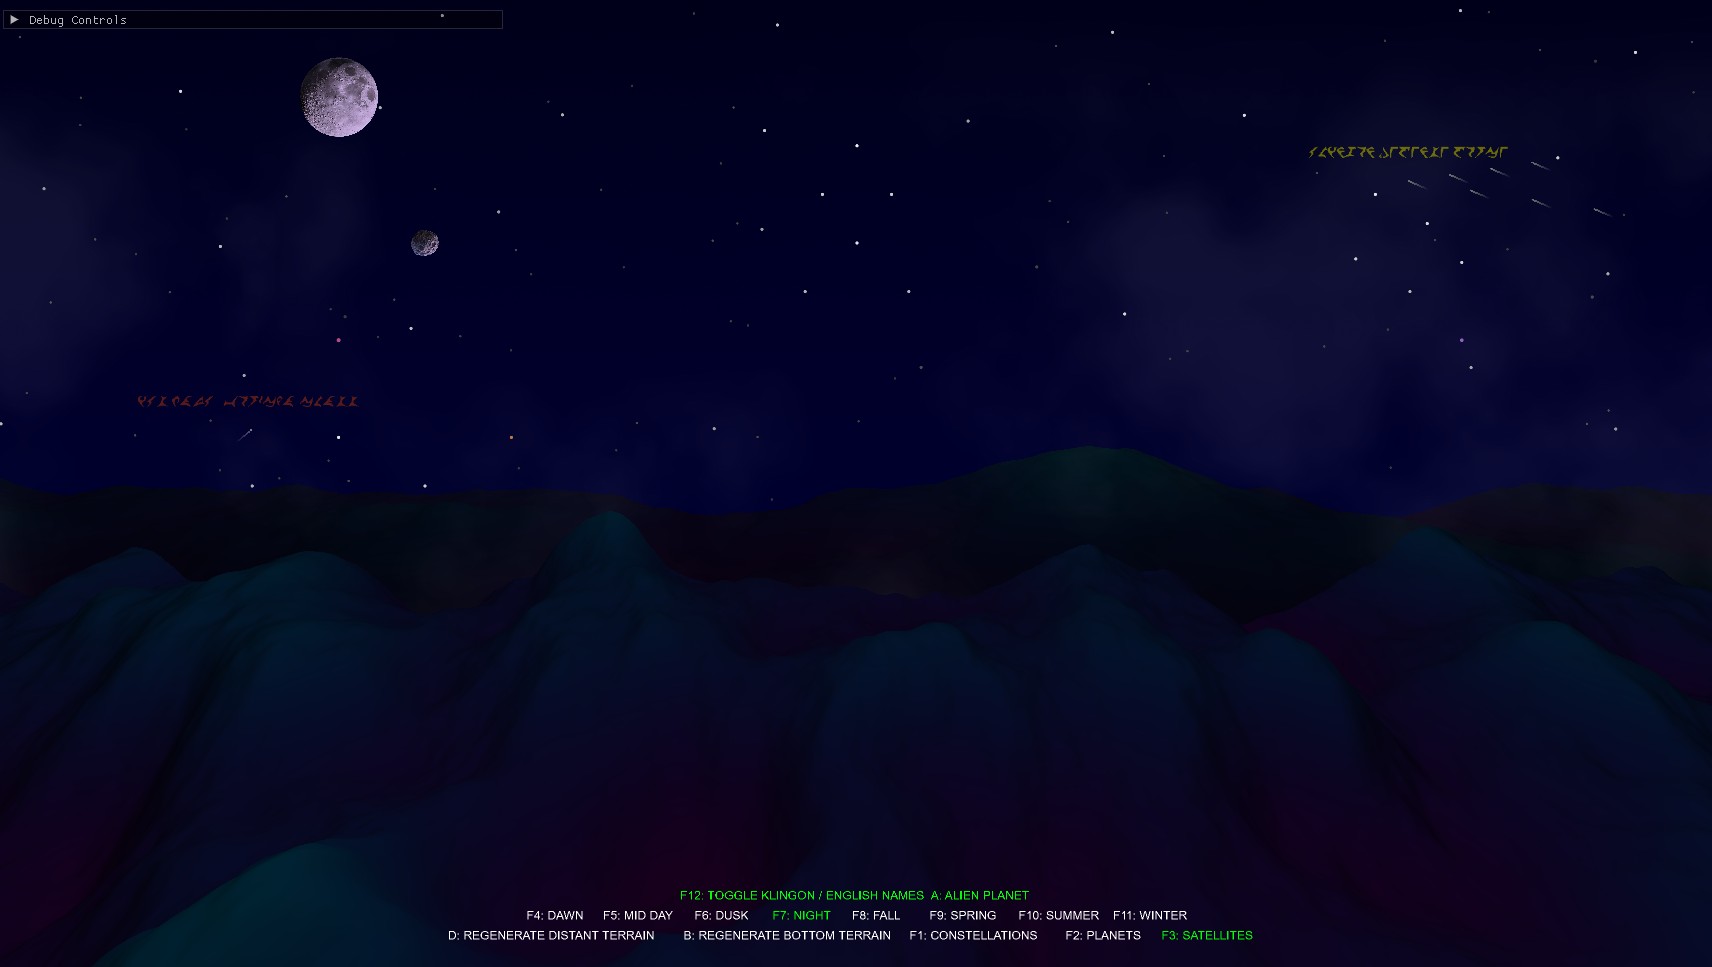 Debug Controls
F12: TOGGLE KLINGON / ENGLISH NAMES A: ALIEN PLANET
F4: DAWN F5: MID DAY F6: DUSK F7: NIGHT F8: FALL F9: SPRING F10: SUMMER F11: WINTER
D: REGENERATE DISTANT TERRAIN B: REGENERATE BOTTOM TERRAIN F1: CONSTELLATIONS F2: PLANETS F3: SATELLITES